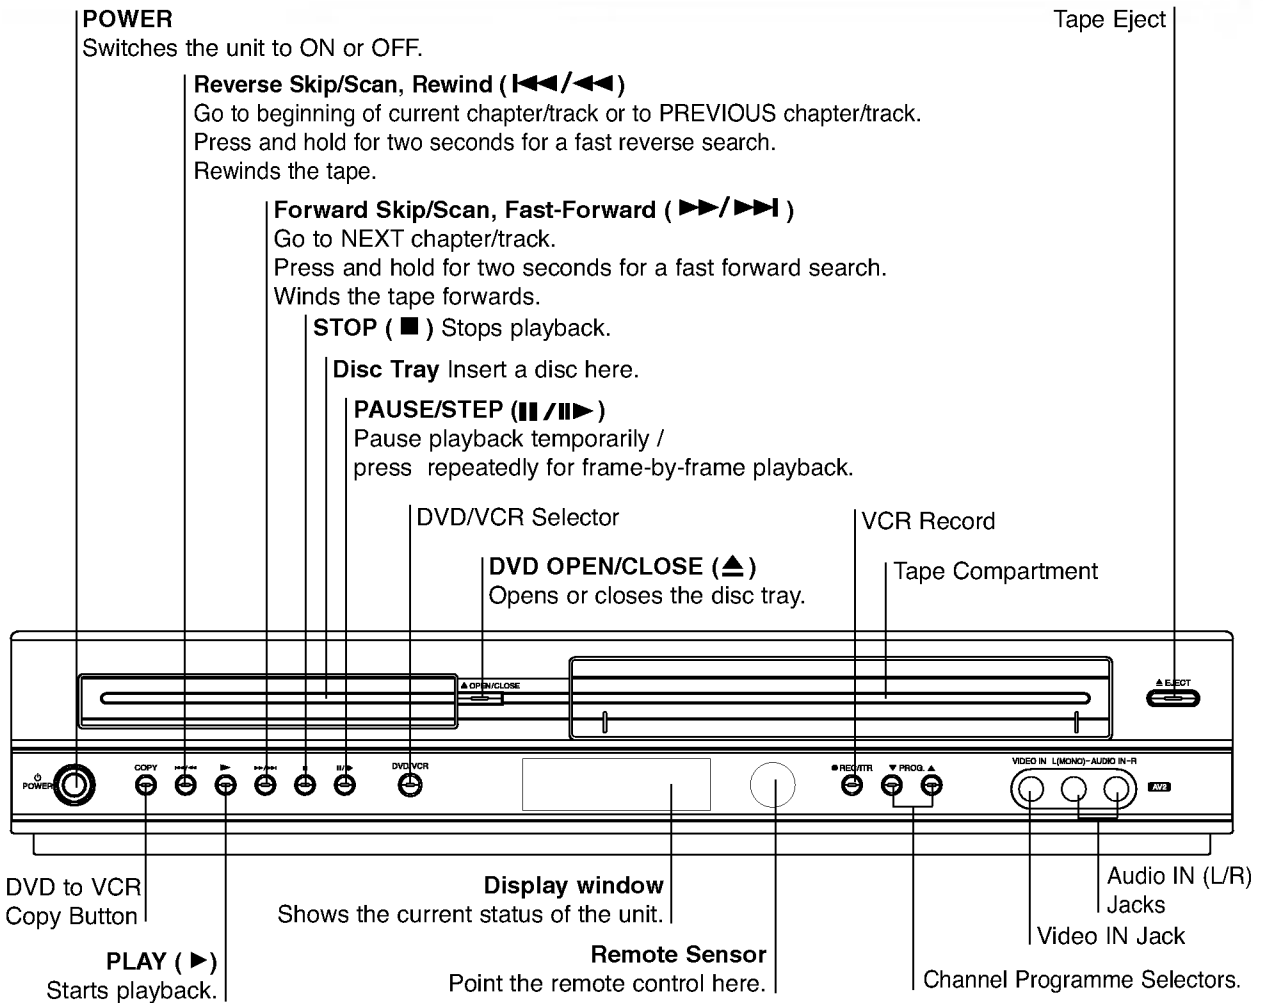 POWER
Switches the unit to ON or OFF.
Tape Eject
Reverse Skip/Scan, Rewind (⏮/◀◀)
Go to beginning of current chapter/track or to PREVIOUS chapter/track.
Press and hold for two seconds for a fast reverse search.
Rewinds the tape.
Forward Skip/Scan, Fast-Forward ( ▶▶/▶▶I )
Go to NEXT chapter/track.
Press and hold for two seconds for a fast forward search.
Winds the tape forwards.
STOP ( ■ ) Stops playback.
Disc Tray Insert a disc here.
PAUSE/STEP (▮▮ /▮▮▶ )
Pause playback temporarily /
press repeatedly for frame-by-frame playback.
DVD/VCR Selector
VCR Record
DVD OPEN/CLOSE (⏏)
Opens or closes the disc tray.
Tape Compartment
⏏ OPEN/CLOSE
⏏ EJECT
POWER
COPY
DVD/VCR
● REC/ITR
▼ PROG. ▲
VIDEO IN L(MONO)-AUDIO IN-R
AV2
DVD to VCR
Copy Button
PLAY ( ▶ )
Starts playback.
Display window
Shows the current status of the unit.
Remote Sensor
Point the remote control here.
Audio IN (L/R)
Jacks
Video IN Jack
Channel Programme Selectors.